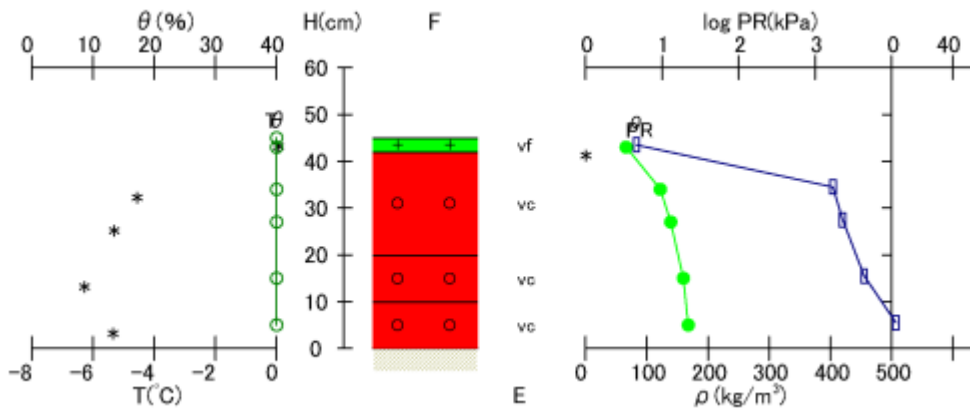 θ(%) H(cm) F log PR(kPa)
0 20 40 0 1 2 3 0 40
60
50
Tθ ρ
PR
vf
40
*
30
*
vc
*
20
*
vc
10
*
vc
0
-8 -6 -4 -2 0 0 100 200 300 400 500
T(℃) E ρ(kg/m³)